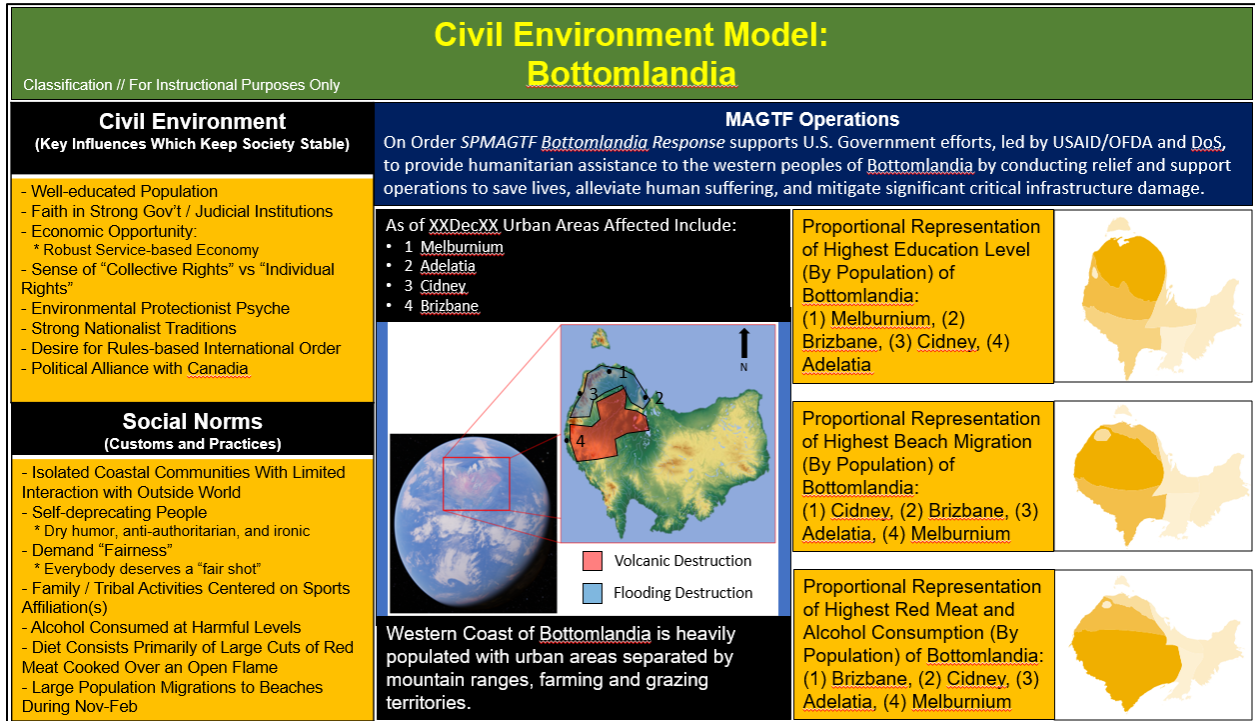 Civil Environment Model:
Bottomlandia
Classification // For Instructional Purposes Only
Civil Environment
(Key Influences Which Keep Society Stable)
- Well-educated Population
- Faith in Strong Gov't / Judicial Institutions
- Economic Opportunity:
* Robust Service-based Economy
- Sense of “Collective Rights” vs “Individual
Rights”
- Environmental Protectionist Psyche
- Strong Nationalist Traditions
- Desire for Rules-based International Order
- Political Alliance with Canadia
Social Norms
(Customs and Practices)
- Isolated Coastal Communities With Limited
Interaction with Outside World
- Self-deprecating People
* Dry humor, anti-authoritarian, and ironic
- Demand “Fairness”
* Everybody deserves a “fair shot”
- Family / Tribal Activities Centered on Sports
Affiliation(s)
- Alcohol Consumed at Harmful Levels
- Diet Consists Primarily of Large Cuts of Red
Meat Cooked Over an Open Flame
- Large Population Migrations to Beaches
During Nov-Feb
MAGTF Operations
On Order SPMAGTF Bottomlandia Response supports U.S. Government efforts, led by USAID/OFDA and DoS,
to provide humanitarian assistance to the western peoples of Bottomlandia by conducting relief and support
operations to save lives, alleviate human suffering, and mitigate significant critical infrastructure damage.
As of XXDecXX Urban Areas Affected Include:
• 1 Melburnium
• 2 Adelatia
• 3 Cidney
• 4 Brizbane
1
2
3
4
N
Volcanic Destruction
Flooding Destruction
Western Coast of Bottomlandia is heavily
populated with urban areas separated by
mountain ranges, farming and grazing
territories.
Proportional Representation
of Highest Education Level
(By Population) of
Bottomlandia:
(1) Melburnium, (2)
Brizbane, (3) Cidney, (4)
Adelatia
Proportional Representation
of Highest Beach Migration
(By Population) of
Bottomlandia:
(1) Cidney, (2) Brizbane, (3)
Adelatia, (4) Melburnium
Proportional Representation
of Highest Red Meat and
Alcohol Consumption (By
Population) of Bottomlandia:
(1) Brizbane, (2) Cidney, (3)
Adelatia, (4) Melburnium